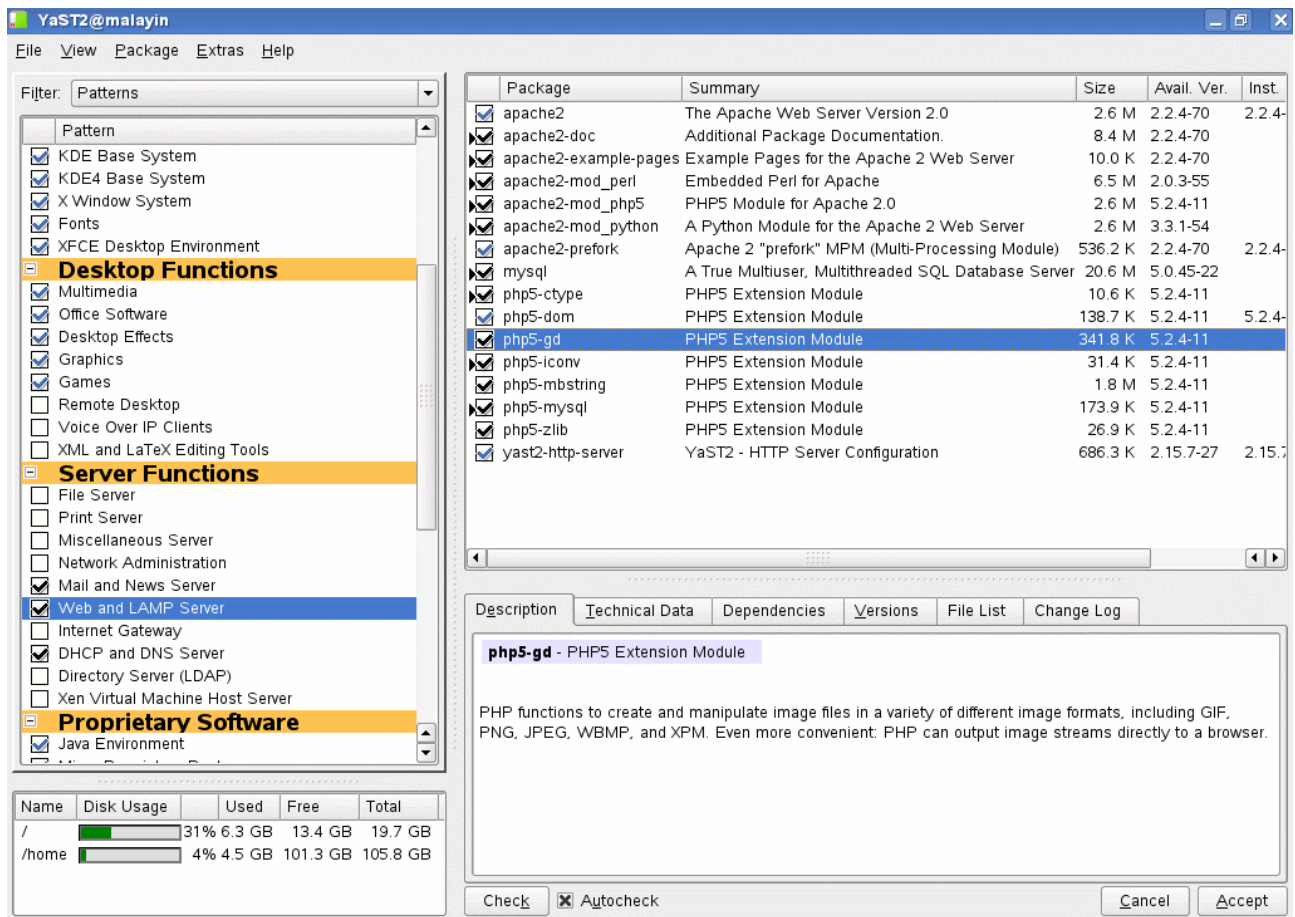 YaST2@malayin
File View Package Extras Help
Filter: Patterns
Pattern
KDE Base System
KDE4 Base System
X Window System
Fonts
XFCE Desktop Environment
Desktop Functions
Multimedia
Office Software
Desktop Effects
Graphics
Games
Remote Desktop
Voice Over IP Clients
XML and LaTeX Editing Tools
Server Functions
File Server
Print Server
Miscellaneous Server
Network Administration
Mail and News Server
Web and LAMP Server
Internet Gateway
DHCP and DNS Server
Directory Server (LDAP)
Xen Virtual Machine Host Server
Proprietary Software
Java Environment
Name Disk Usage Used Free Total
/ 31% 6.3 GB 13.4 GB 19.7 GB
/home 4% 4.5 GB 101.3 GB 105.8 GB
Package Summary Size Avail. Ver. Inst.
apache2 The Apache Web Server Version 2.0 2.6 M 2.2.4-70 2.2.4-
apache2-doc Additional Package Documentation. 8.4 M 2.2.4-70
apache2-example-pages Example Pages for the Apache 2 Web Server 10.0 K 2.2.4-70
apache2-mod_perl Embedded Perl for Apache 6.5 M 2.0.3-55
apache2-mod_php5 PHP5 Module for Apache 2.0 2.6 M 5.2.4-11
apache2-mod_python A Python Module for the Apache 2 Web Server 2.6 M 3.3.1-54
apache2-prefork Apache 2 "prefork" MPM (Multi-Processing Module) 536.2 K 2.2.4-70 2.2.4-
mysql A True Multiuser, Multithreaded SQL Database Server 20.6 M 5.0.45-22
php5-ctype PHP5 Extension Module 10.6 K 5.2.4-11
php5-dom PHP5 Extension Module 138.7 K 5.2.4-11 5.2.4-
php5-gd PHP5 Extension Module 341.8 K 5.2.4-11
php5-iconv PHP5 Extension Module 31.4 K 5.2.4-11
php5-mbstring PHP5 Extension Module 1.8 M 5.2.4-11
php5-mysql PHP5 Extension Module 173.9 K 5.2.4-11
php5-zlib PHP5 Extension Module 26.9 K 5.2.4-11
yast2-http-server YaST2 - HTTP Server Configuration 686.3 K 2.15.7-27 2.15.7
Description Technical Data Dependencies Versions File List Change Log
php5-gd - PHP5 Extension Module
PHP functions to create and manipulate image files in a variety of different image formats, including GIF,
PNG, JPEG, WBMP, and XPM. Even more convenient: PHP can output image streams directly to a browser.
Check Autocheck Cancel Accept